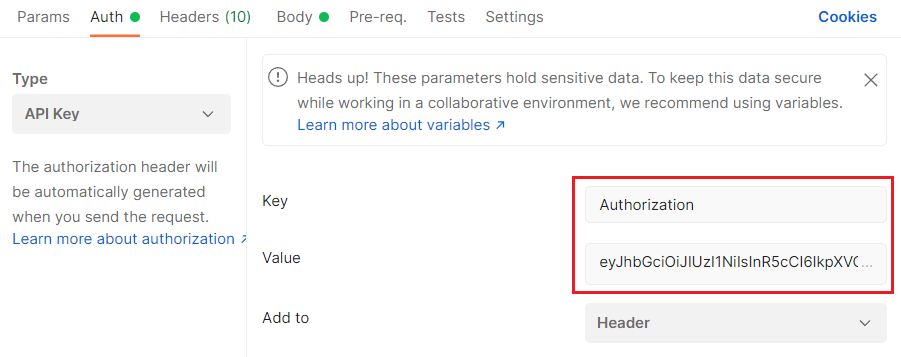 Params Auth Headers (10) Body Pre-req. Tests Settings Cookies
Type
API Key
The authorization header will
be automatically generated
when you send the request.
Learn more about authorization ↗
Heads up! These parameters hold sensitive data. To keep this data secure
while working in a collaborative environment, we recommend using variables.
Learn more about variables ↗
Key Authorization
Value eyJhbGciOiJIUzI1NiIsInR5cCI6IkpXVC...
Add to Header